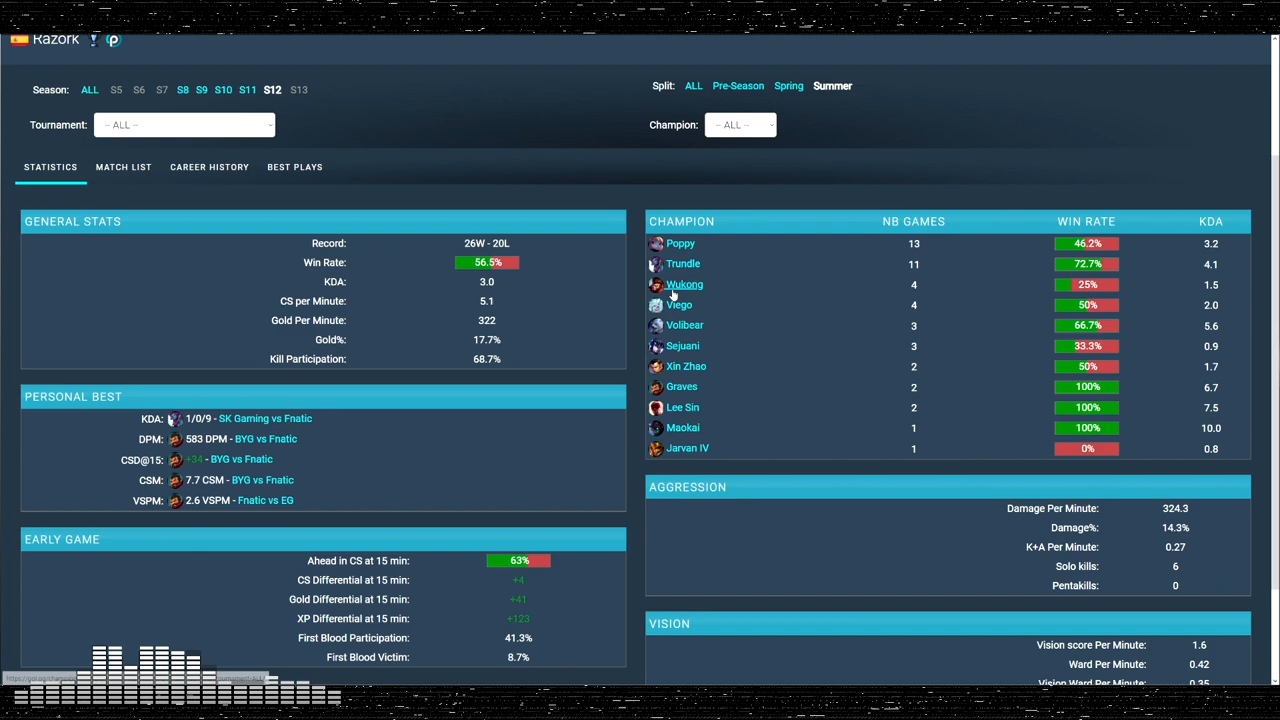 Razork
Season: ALL S5 S6 S7 S8 S9 S10 S11 S12 S13
Split: ALL Pre-Season Spring Summer
Tournament: -- ALL --
Champion: -- ALL --
STATISTICS MATCH LIST CAREER HISTORY BEST PLAYS
GENERAL STATS
Record: 26W - 20L
Win Rate: 56.5%
KDA: 3.0
CS per Minute: 5.1
Gold Per Minute: 322
Gold%: 17.7%
Kill Participation: 68.7%
PERSONAL BEST
KDA: 1/0/9 - SK Gaming vs Fnatic
DPM: 583 DPM - BYG vs Fnatic
CSD@15: +34 - BYG vs Fnatic
CSM: 7.7 CSM - BYG vs Fnatic
VSPM: 2.6 VSPM - Fnatic vs EG
EARLY GAME
Ahead in CS at 15 min: 63%
CS Differential at 15 min: +4
Gold Differential at 15 min: +41
XP Differential at 15 min: +123
First Blood Participation: 41.3%
First Blood Victim: 8.7%
CHAMPION NB GAMES WIN RATE KDA
Poppy 13 46.2% 3.2
Trundle 11 72.7% 4.1
Wukong 4 25% 1.5
Viego 4 50% 2.0
Volibear 3 66.7% 5.6
Sejuani 3 33.3% 0.9
Xin Zhao 2 50% 1.7
Graves 2 100% 6.7
Lee Sin 2 100% 7.5
Maokai 1 100% 10.0
Jarvan IV 1 0% 0.8
AGGRESSION
Damage Per Minute: 324.3
Damage%: 14.3%
K+A Per Minute: 0.27
Solo kills: 6
Pentakills: 0
VISION
Vision score Per Minute: 1.6
Ward Per Minute: 0.42
Vision Ward Per Minute: 0.35